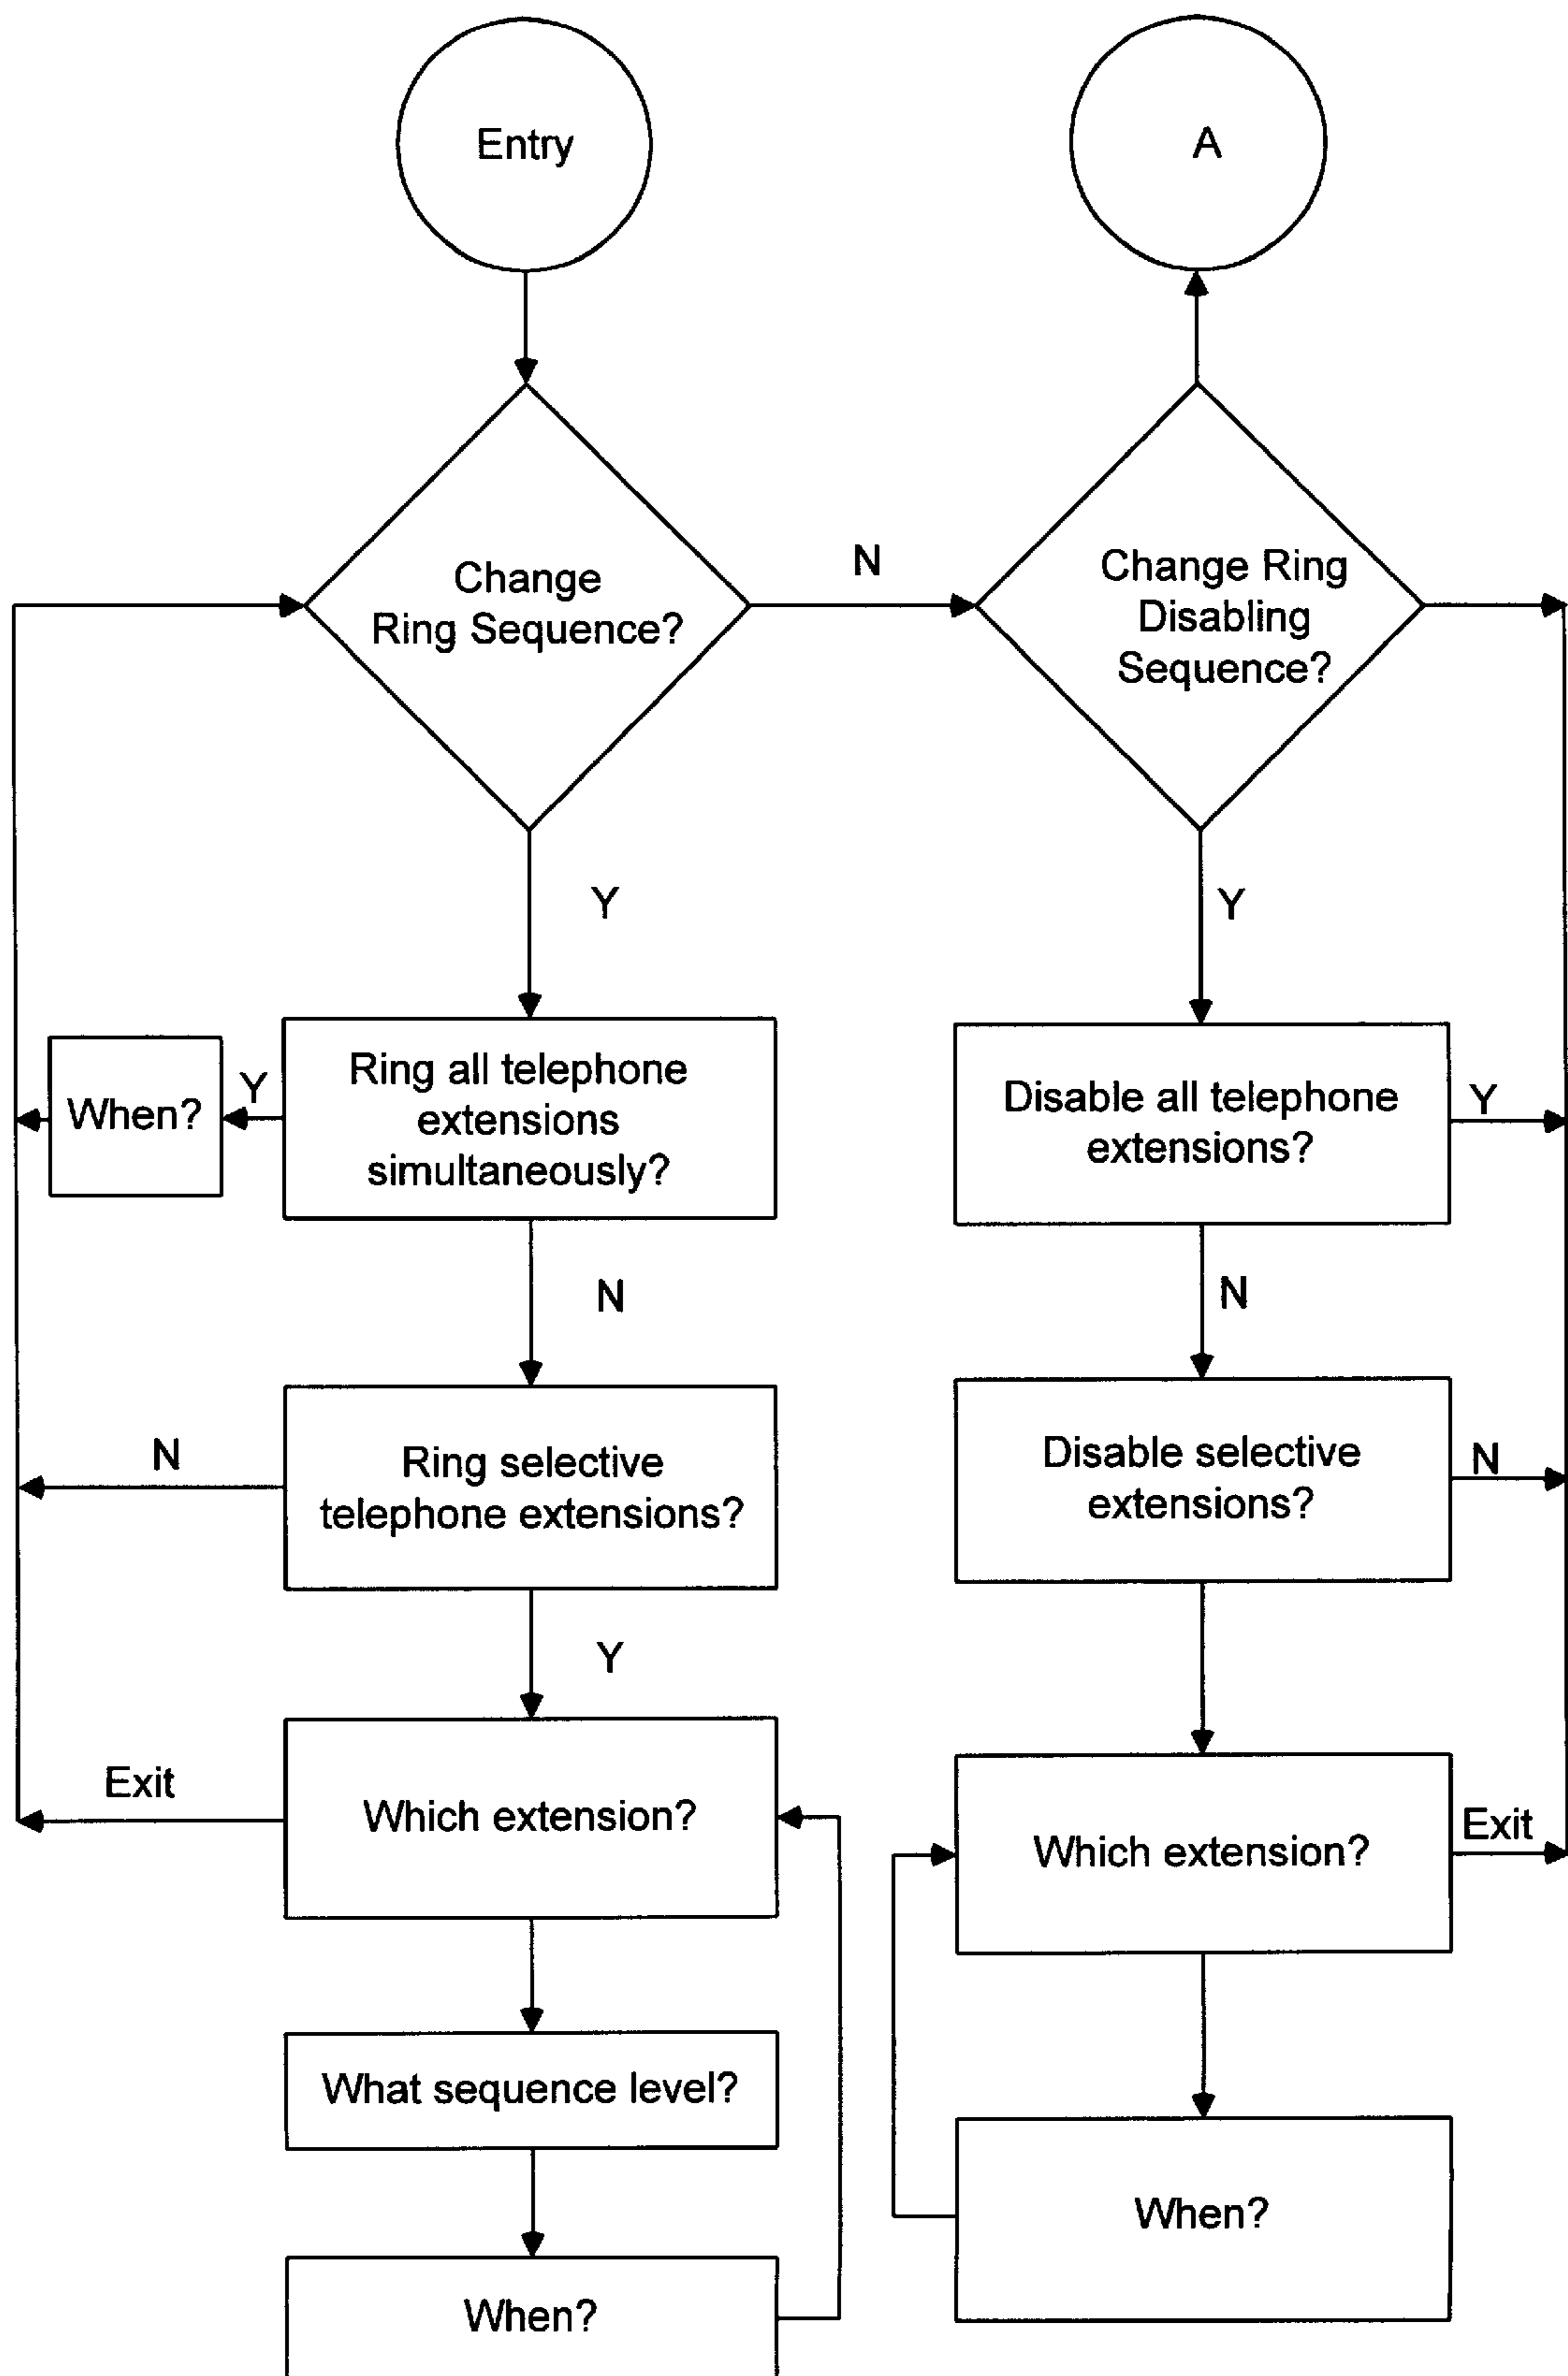 Entry
A
Change
Ring Sequence?
N
Change Ring
Disabling
Sequence?
Y
Y
When?
Y
Ring all telephone
extensions
simultaneously?
Disable all telephone
extensions?
Y
N
N
N
Ring selective
telephone extensions?
Disable selective
extensions?
N
Y
Exit
Which extension?
Which extension?
Exit
What sequence level?
When?
When?